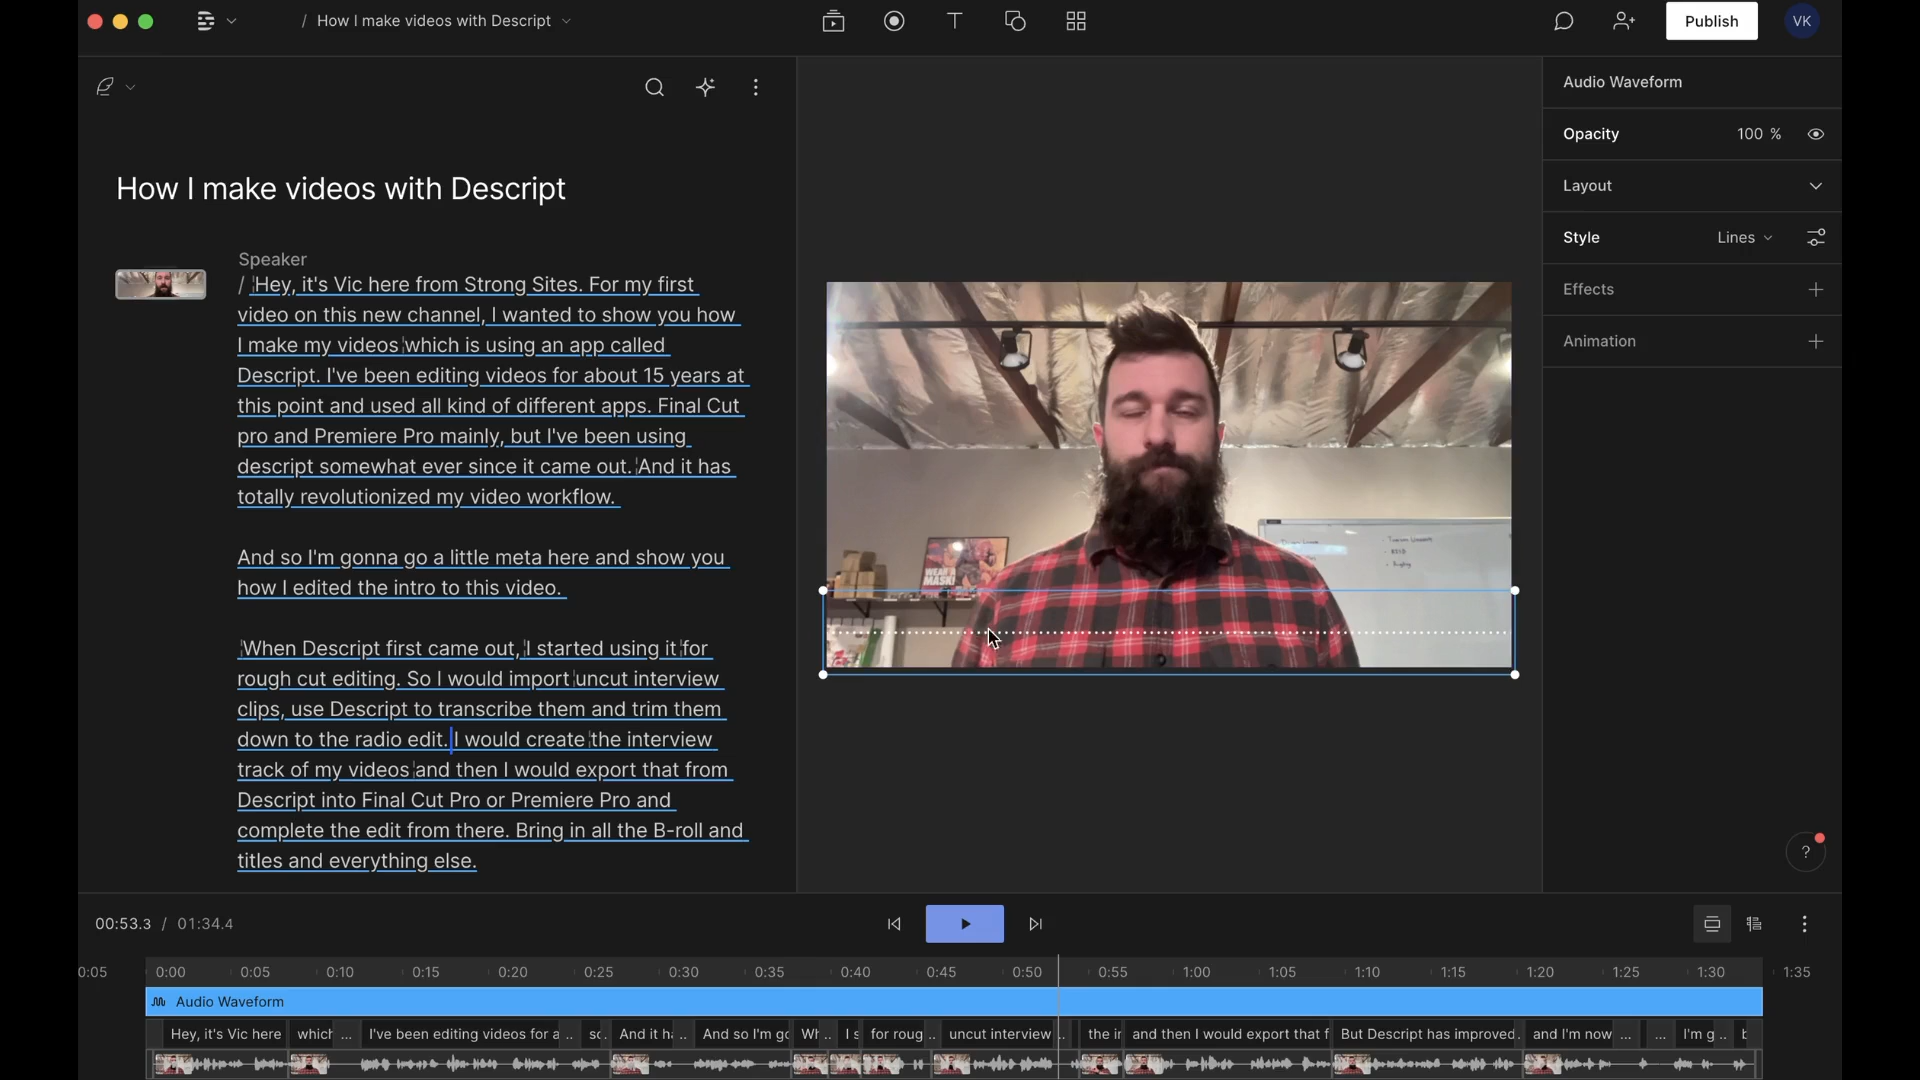 / How I make videos with Descript
Publish
VK
How I make videos with Descript
Speaker
/ Hey, it's Vic here from Strong Sites. For my first
video on this new channel, I wanted to show you how
I make my videos which is using an app called
Descript. I've been editing videos for about 15 years at
this point and used all kind of different apps. Final Cut
pro and Premiere Pro mainly, but I've been using
descript somewhat ever since it came out. And it has
totally revolutionized my video workflow.
And so I'm gonna go a little meta here and show you
how I edited the intro to this video.
When Descript first came out, I started using it for
rough cut editing. So I would import uncut interview
clips, use Descript to transcribe them and trim them
down to the radio edit. I would create the interview
track of my videos and then I would export that from
Descript into Final Cut Pro or Premiere Pro and
complete the edit from there. Bring in all the B-roll and
titles and everything else.
WEAR A
MASK!
Audio Waveform
Opacity 100 %
Layout
Style Lines
Effects
Animation
?
00:53.3 / 01:34.4
0:05 0:00 0:05 0:10 0:15 0:20 0:25 0:30 0:35 0:40 0:45 0:50 0:55 1:00 1:05 1:10 1:15 1:20 1:25 1:30 1:35
Audio Waveform
Hey, it's Vic here which ... I've been editing videos for a .. so. And it ha .. And so I'm go Wh .. I s for roug .. uncut interview .. the in and then I would export that f But Descript has improved. and I'm now ... ... I'm g .. b